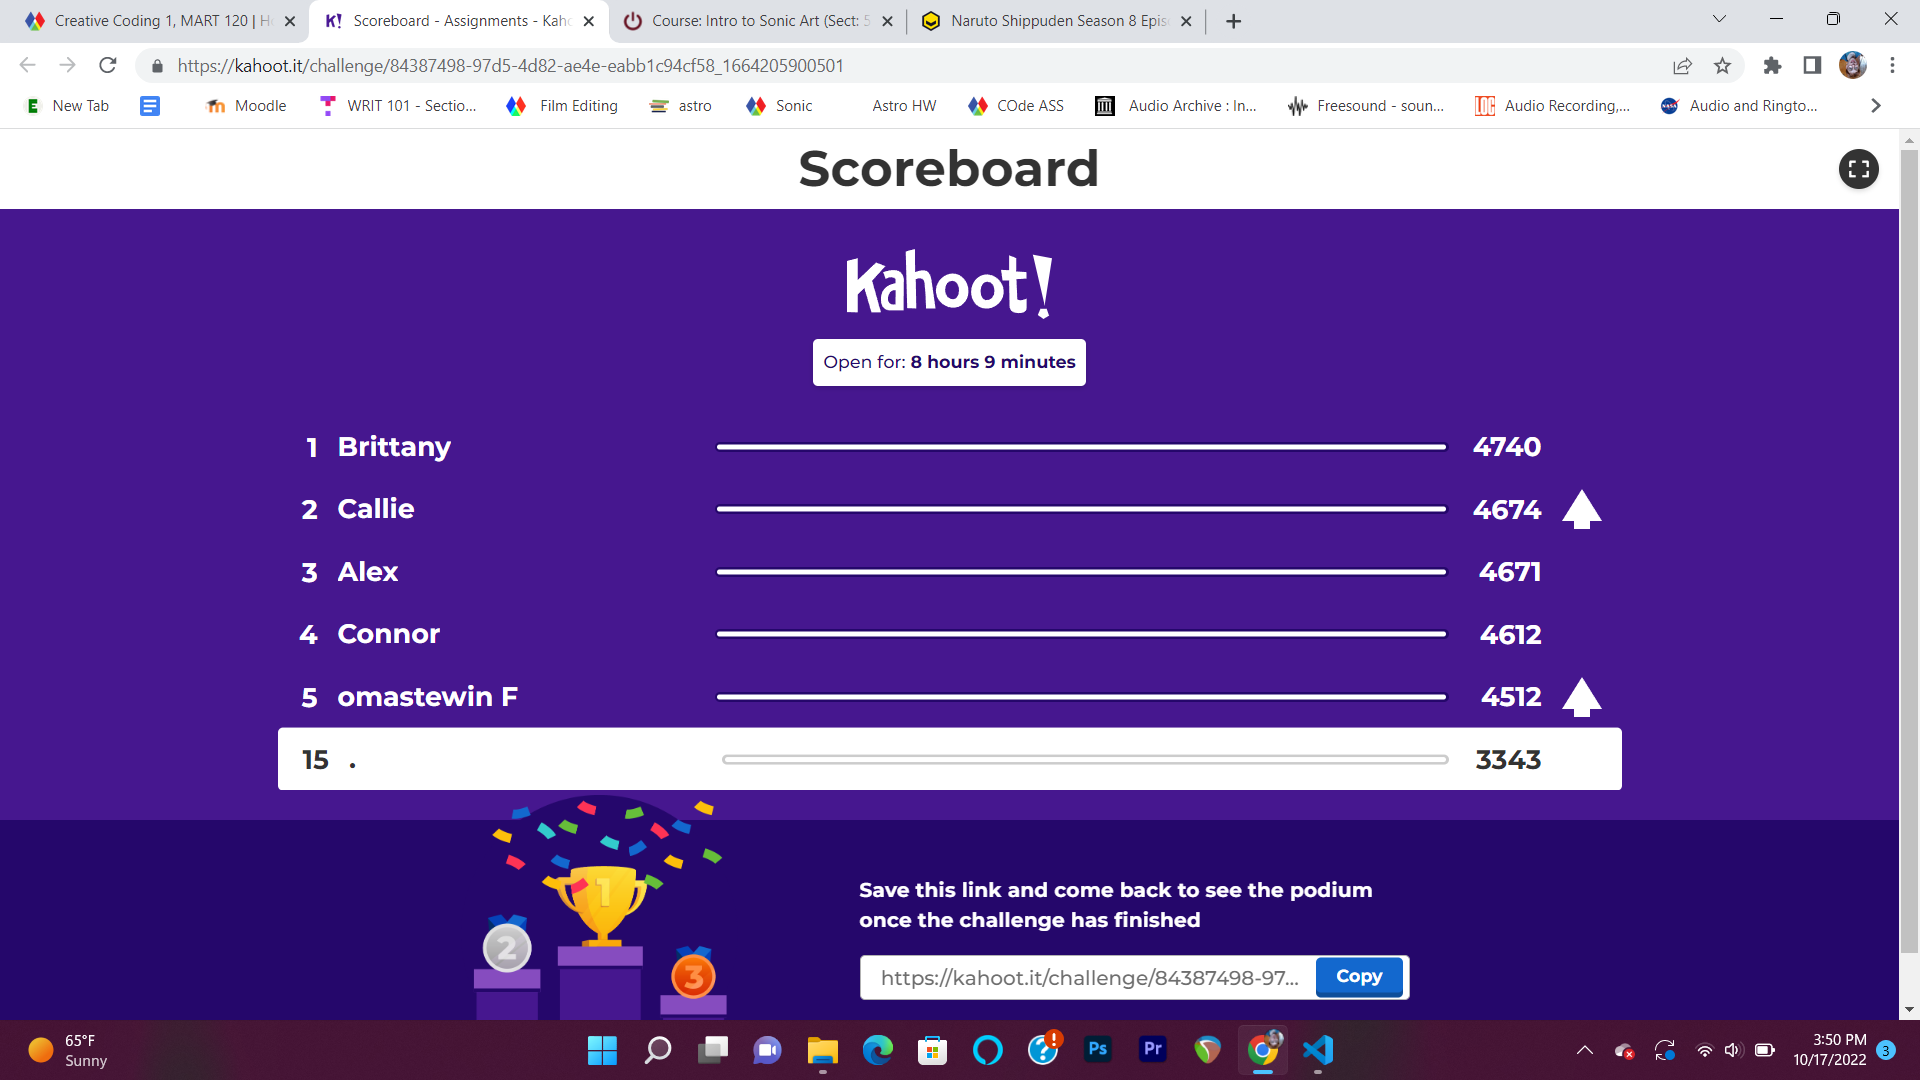 Creative Coding 1, MART 120 | H
Scoreboard - Assignments - Kaho
Course: Intro to Sonic Art (Sect: 5
Naruto Shippuden Season 8 Epis
https://kahoot.it/challenge/84387498-97d5-4d82-ae4e-eabb1c94cf58_1664205900501
New Tab
Moodle
WRIT 101 - Sectio...
Film Editing
astro
Sonic
Astro HW
COde ASS
Audio Archive : In...
Freesound - soun...
Audio Recording,...
Audio and Ringto...
Scoreboard
Kahoot!
Open for: 8 hours 9 minutes
1 Brittany 4740
2 Callie 4674
3 Alex 4671
4 Connor 4612
5 omastewin F 4512
15 . 3343
1
2
3
Save this link and come back to see the podium
once the challenge has finished
https://kahoot.it/challenge/84387498-97...
Copy
65°F
Sunny
Ps
Pr
3:50 PM
10/17/2022
3